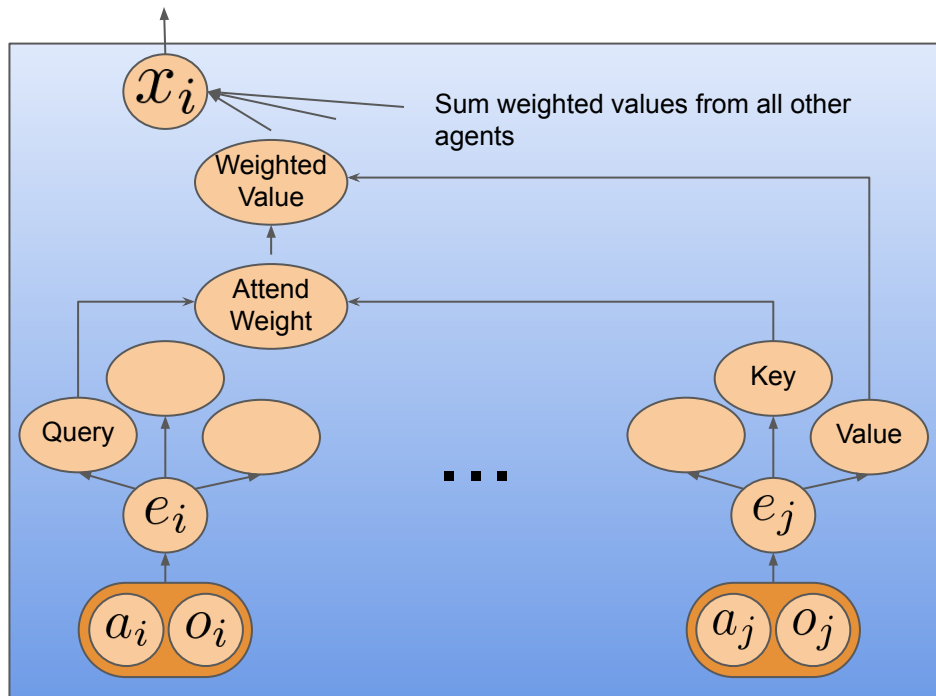 x_i
Sum weighted values from all other
agents
Weighted
Value
Attend
Weight
Key
Query
Value
...
e_i
e_j
a_i o_i
a_j o_j